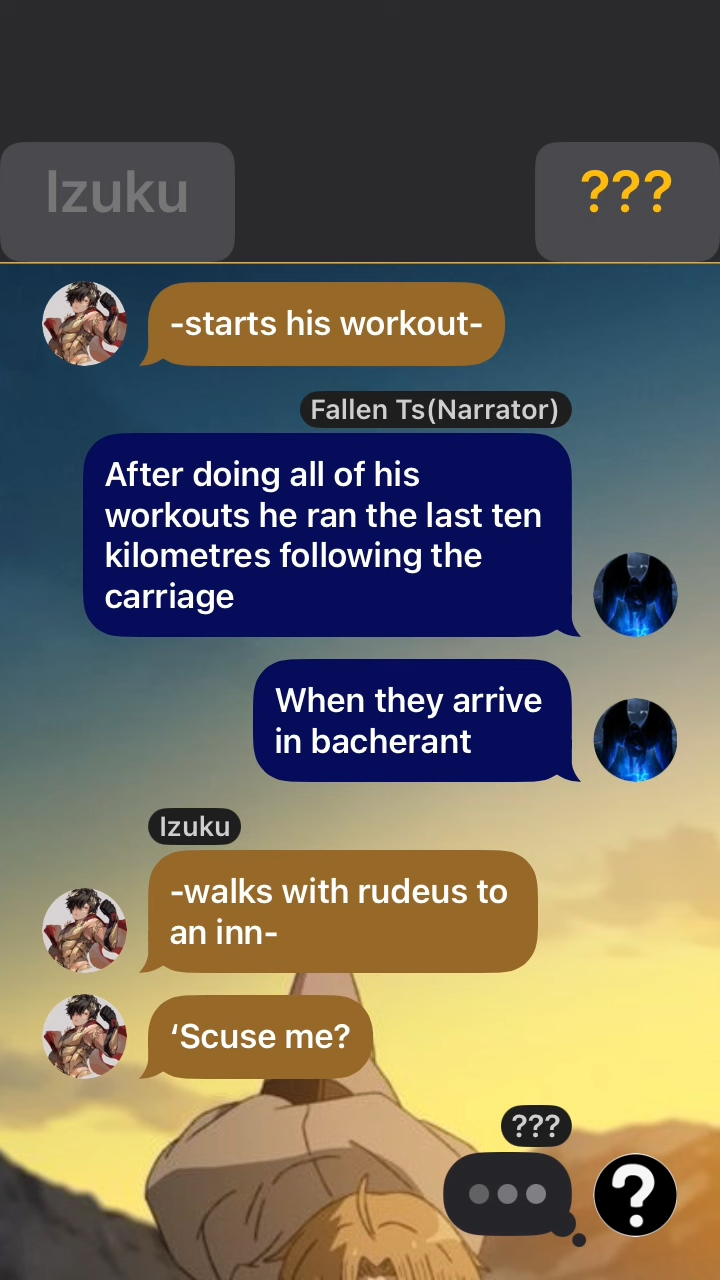 Izuku
???
-starts his workout-
Fallen Ts(Narrator)
After doing all of his
workouts he ran the last ten
kilometres following the
carriage
When they arrive
in bacherant
Izuku
-walks with rudeus to
an inn-
‘Scuse me?
???
?